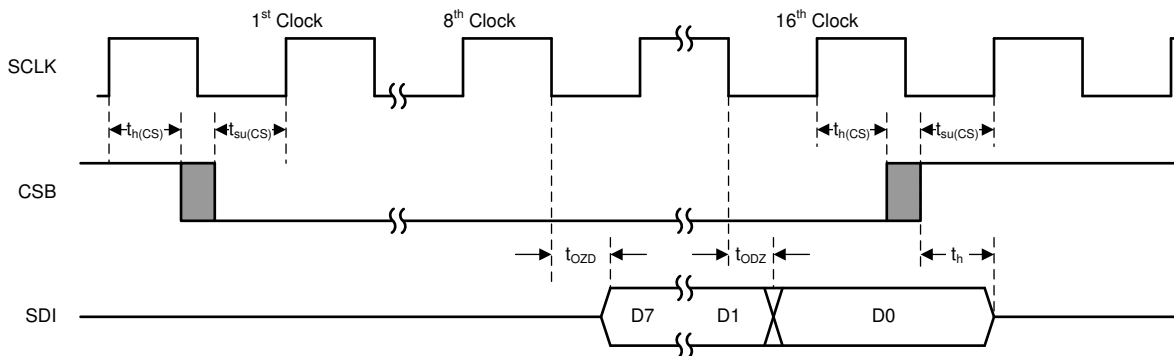 1st Clock 8th Clock 16th Clock
SCLK
th(CS) tsu(CS) th(CS) tsu(CS)
CSB
tOZD tODZ th
SDI D7 D1 D0